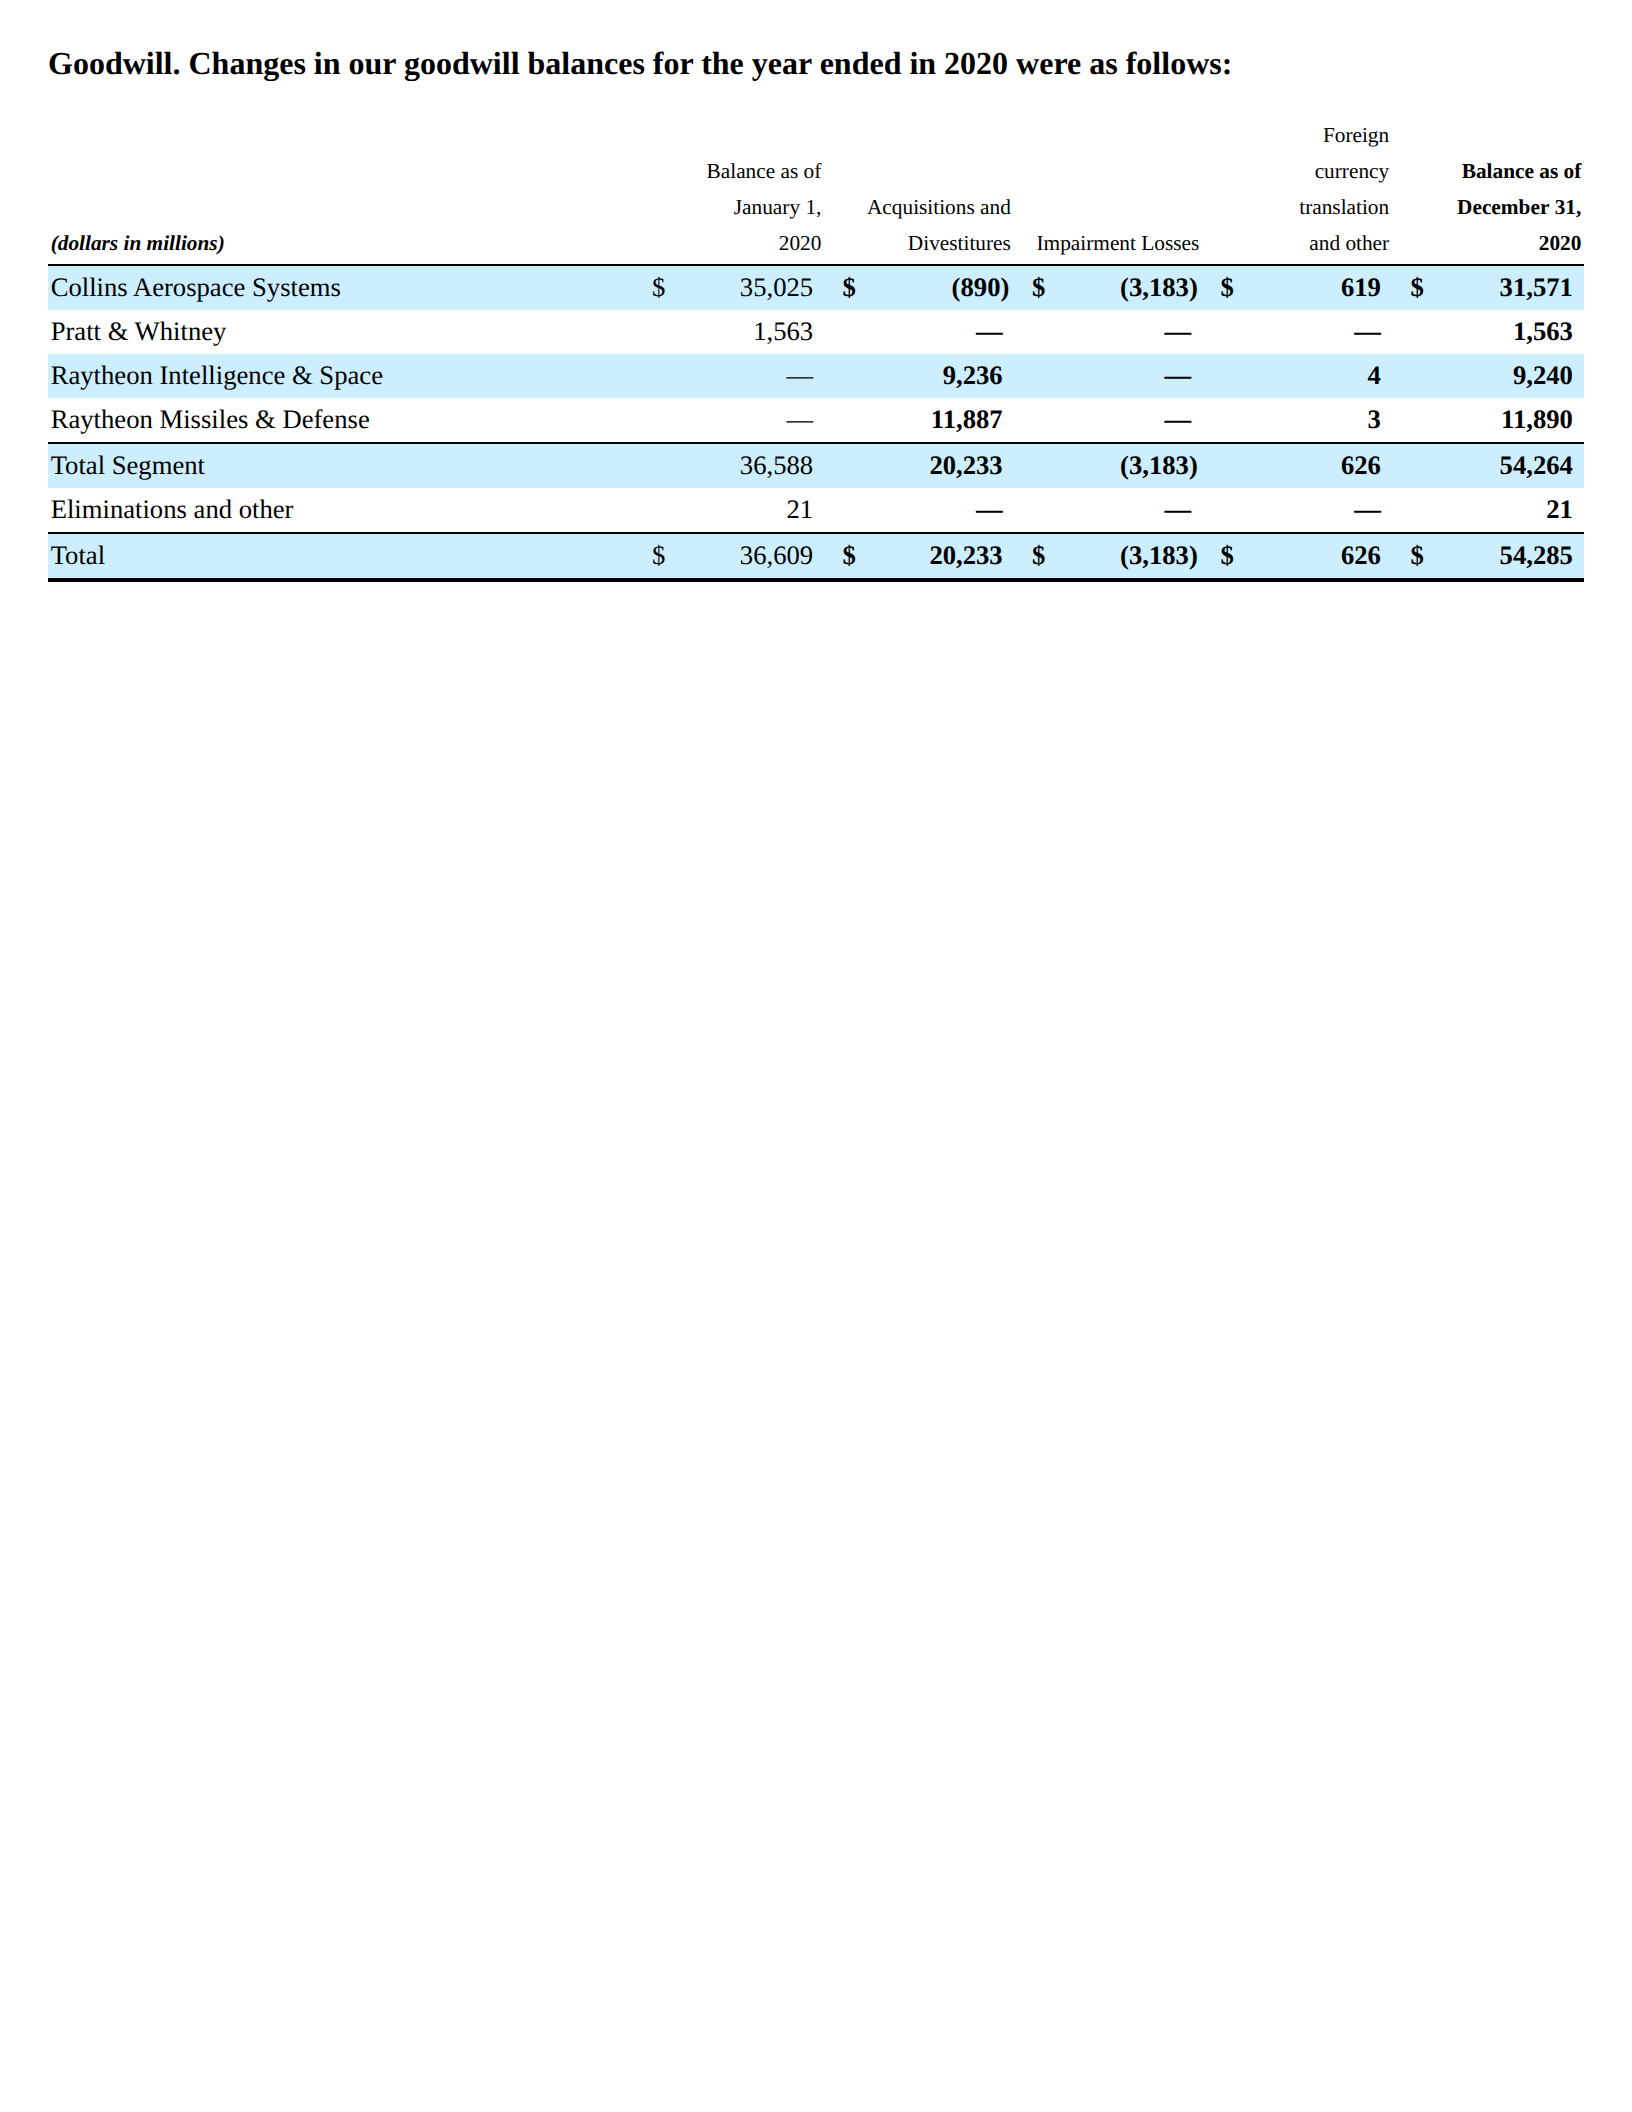 Goodwill. Changes in our goodwill balances for the year ended in 2020 were as follows:
(dollars in millions) Balance as of January 1, 2020 Acquisitions and Divestitures Impairment Losses Foreign currency translation and other Balance as of December 31, 2020
Collins Aerospace Systems $ 35,025 $ (890) $ (3,183) $ 619 $ 31,571
Pratt & Whitney 1,563 — — — 1,563
Raytheon Intelligence & Space — 9,236 — 4 9,240
Raytheon Missiles & Defense — 11,887 — 3 11,890
Total Segment 36,588 20,233 (3,183) 626 54,264
Eliminations and other 21 — — — 21
Total $ 36,609 $ 20,233 $ (3,183) $ 626 $ 54,285